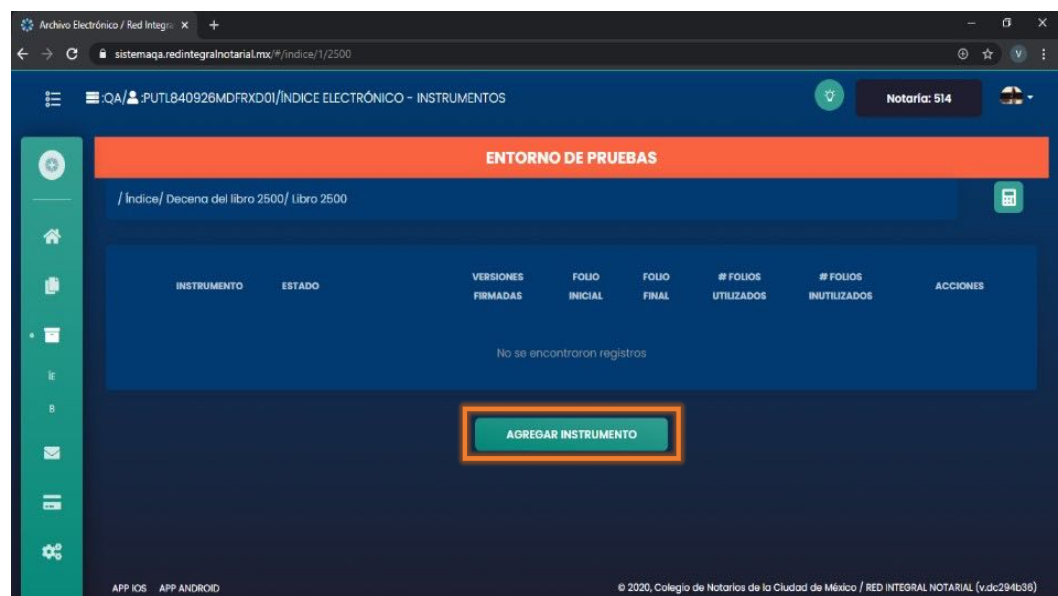 Archivo Electrónico / Red Integra
sistemaqa.redintegralnotarial.mx/#/indice/1/2500
V
:QA/ :PUTL840926MDFRXD01/ÍNDICE ELECTRÓNICO - INSTRUMENTOS
Notaría: 514
ENTORNO DE PRUEBAS
/ Índice/ Decena del libro 2500/ Libro 2500
INSTRUMENTO ESTADO VERSIONES FIRMADAS FOLIO INICIAL FOLIO FINAL # FOLIOS UTILIZADOS # FOLIOS INUTILIZADOS ACCIONES
No se encontraron registros
IE
B
AGREGAR INSTRUMENTO
APP IOS APP ANDROID
© 2020, Colegio de Notarios de la Ciudad de México / RED INTEGRAL NOTARIAL (v.dc294b36)